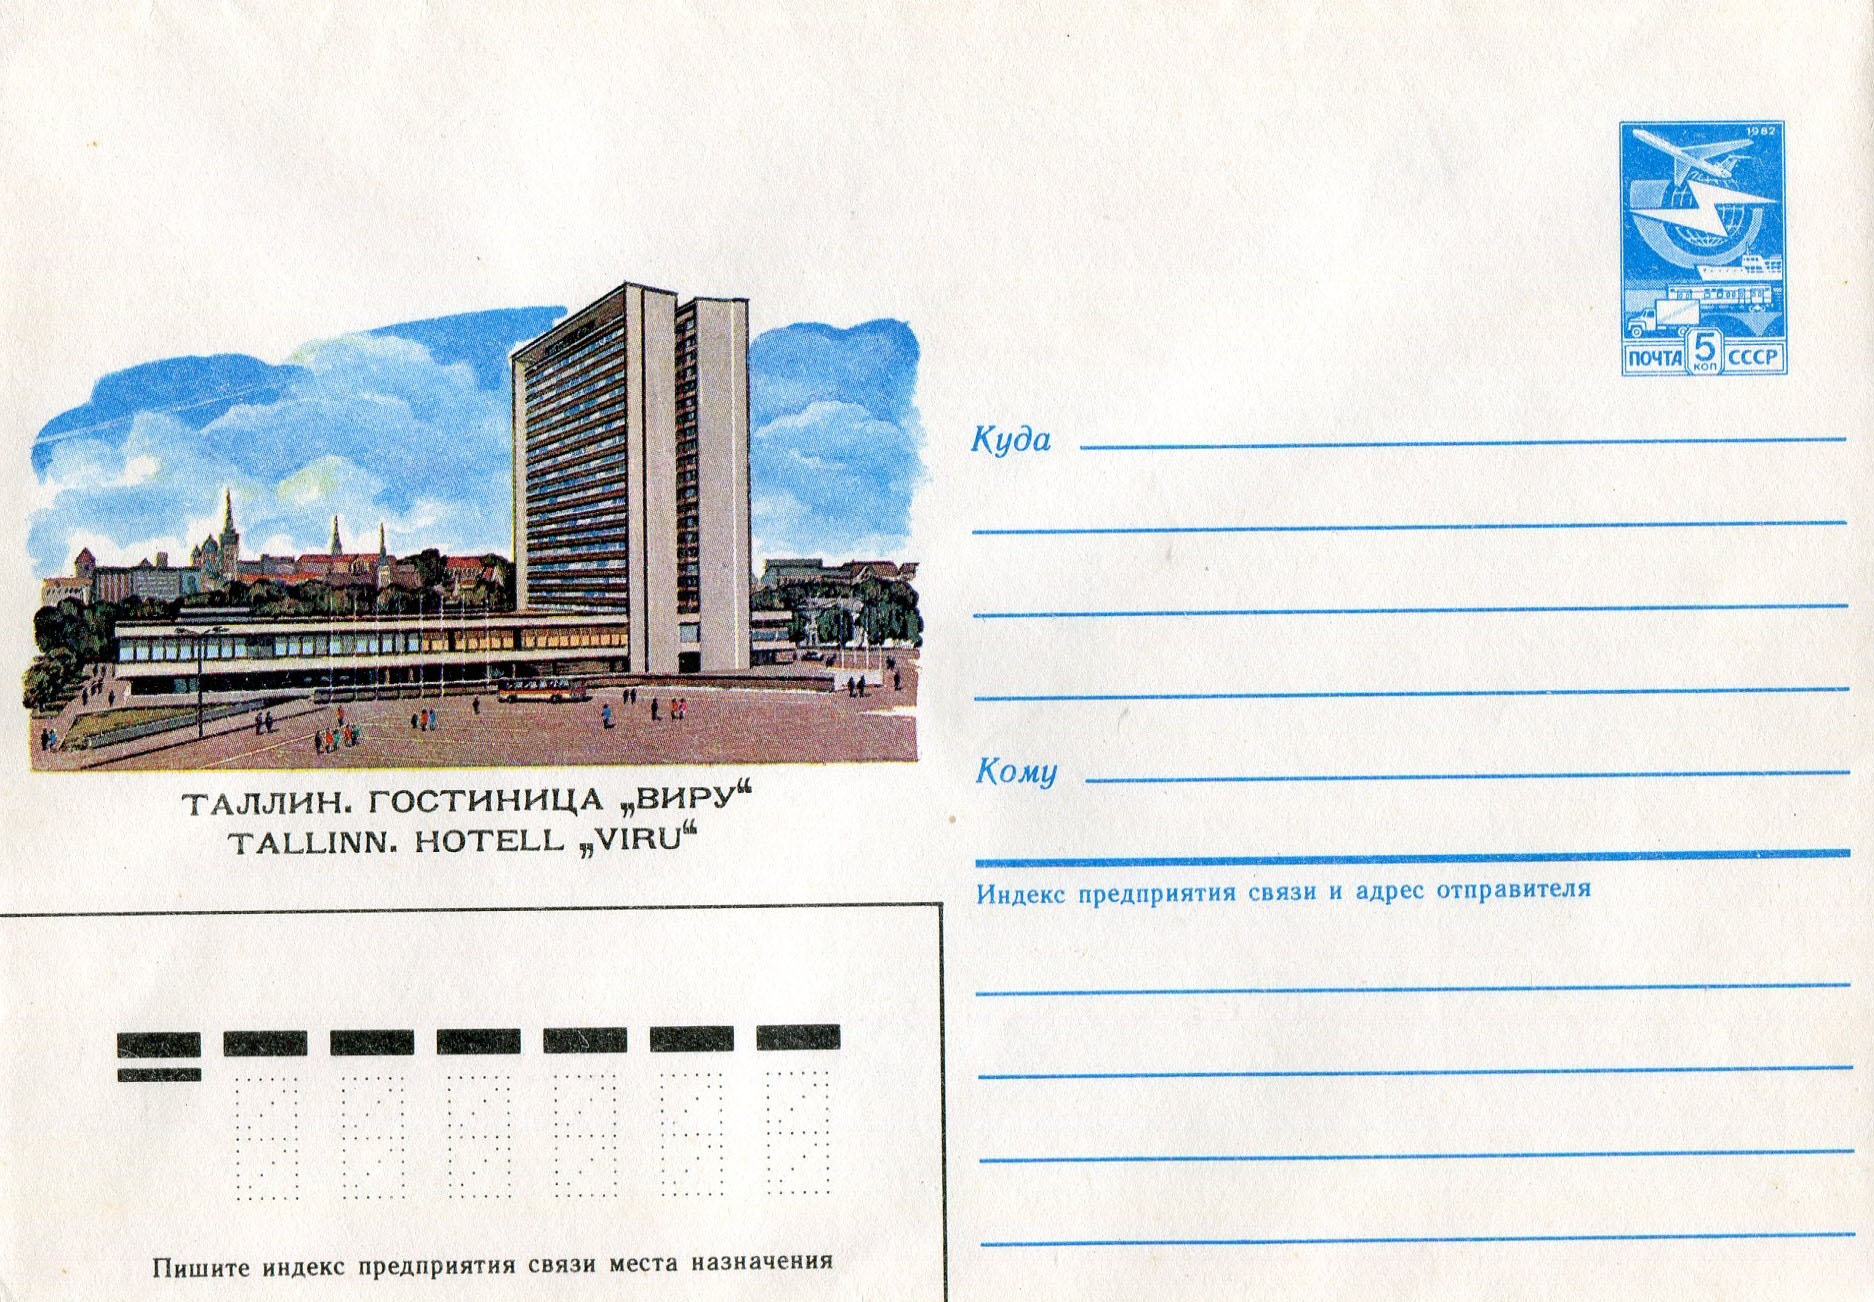 1982
ПОЧТА 5 КОП СССР
Куда
Кому
ТАЛЛИН. ГОСТИНИЦА „ВИРУ“
TALLINN. HOTELL „VIRU“
Индекс предприятия связи и адрес отправителя
Пишите индекс предприятия связи места назначения